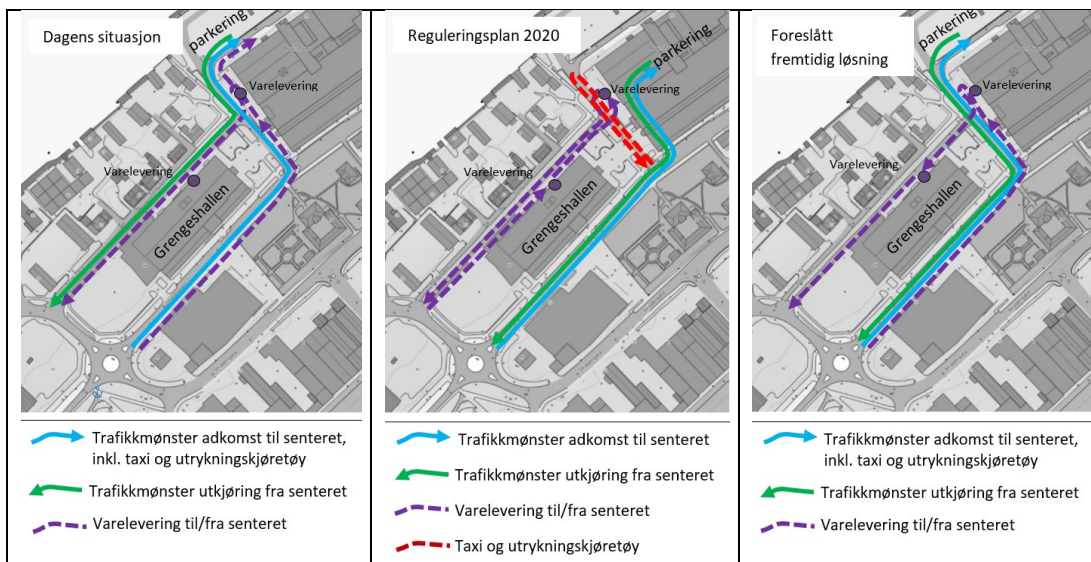 Dagens situasjon
parkering
Varelevering
Varelevering
Grengeshallen
Trafikkmønster adkomst til senteret,
inkl. taxi og utrykningskjøretøy
Trafikkmønster utkjøring fra senteret
Varelevering til/fra senteret
Reguleringsplan 2020
parkering
Varelevering
Varelevering
Grengeshallen
Trafikkmønster adkomst til senteret
Trafikkmønster utkjøring fra senteret
Varelevering til/fra senteret
Taxi og utrykningskjøretøy
Foreslått
fremtidig løsning
parkering
Varelevering
Varelevering
Grengeshallen
Trafikkmønster adkomst til senteret,
inkl. taxi og utrykningskjøretøy
Trafikkmønster utkjøring fra senteret
Varelevering til/fra senteret